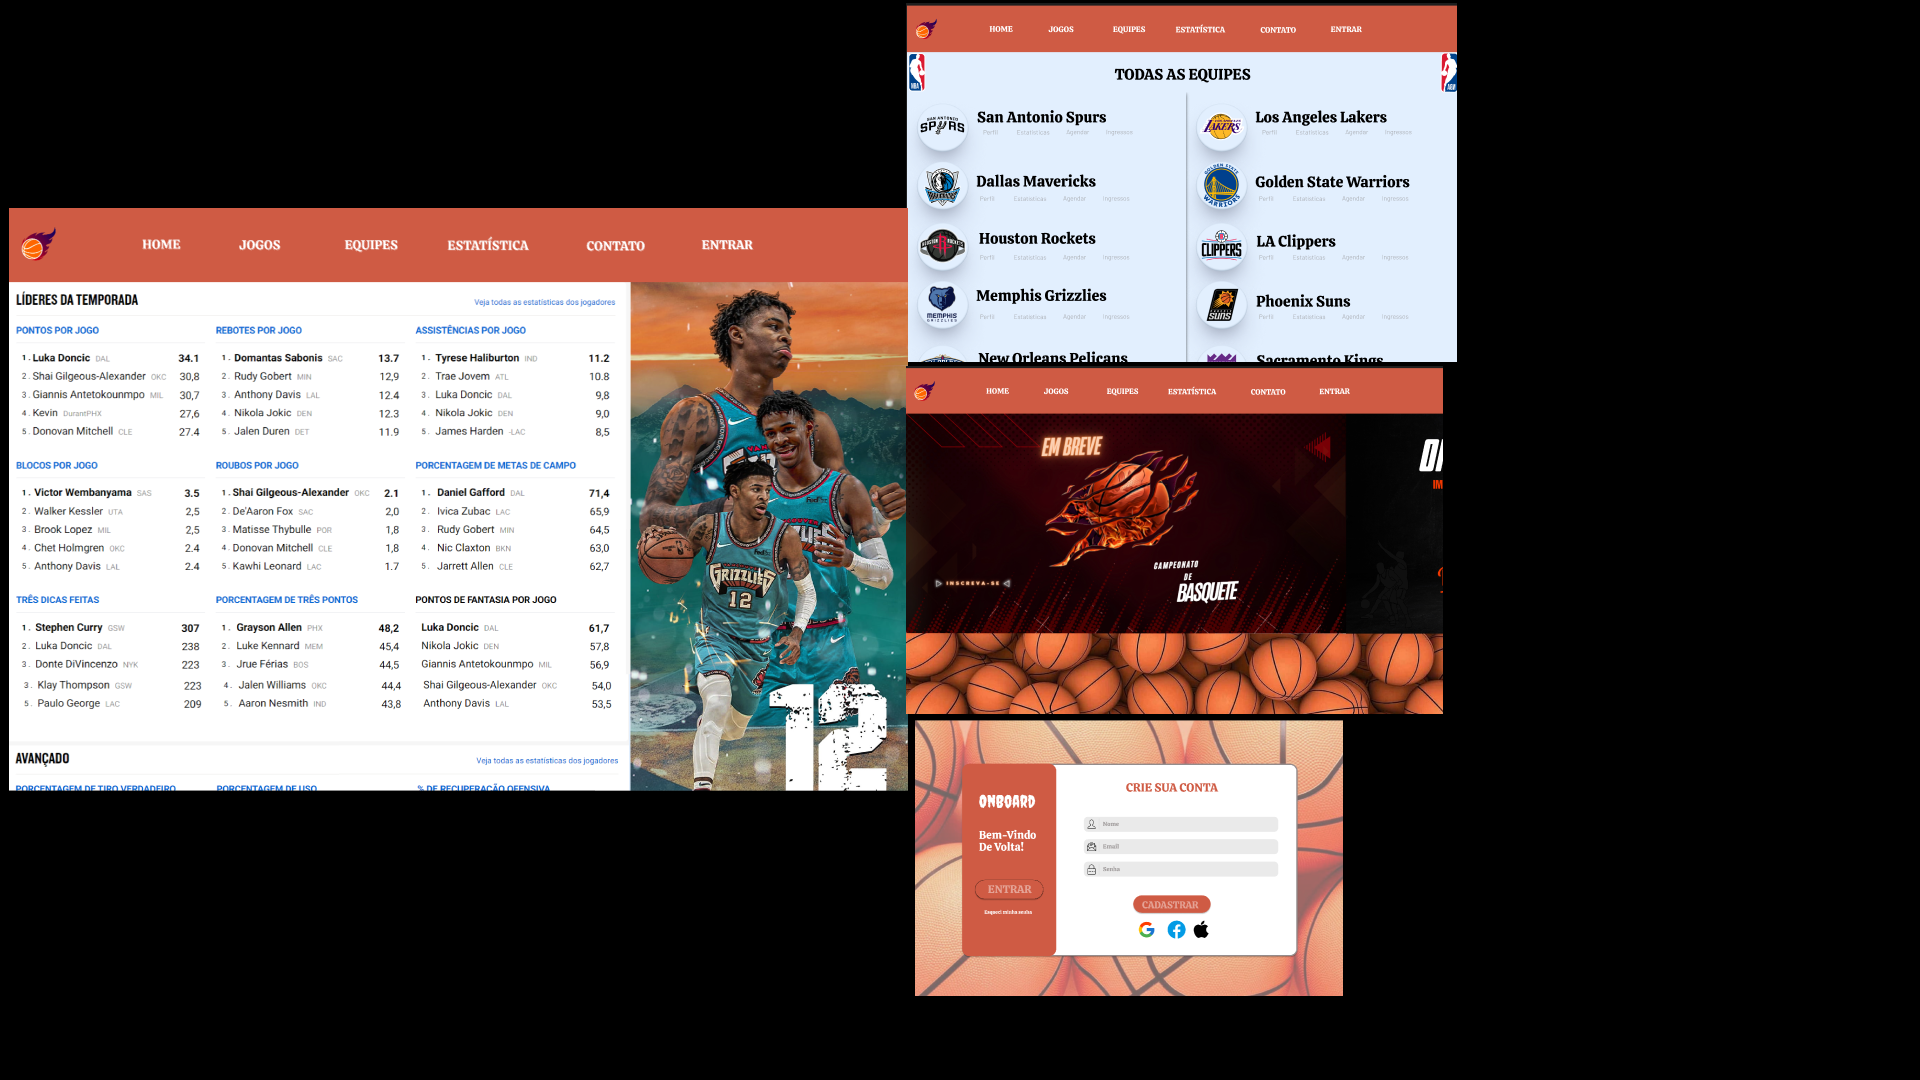 HOME JOGOS EQUIPES ESTATÍSTICA CONTATO ENTRAR
LÍDERES DA TEMPORADA
Veja todas as estatísticas dos jogadores
PONTOS POR JOGO
1. Luka Doncic DAL 34.1
2. Shai Gilgeous-Alexander OKC 30,8
3. Giannis Antetokounmpo MIL 30,7
4. Kevin DurantPHX 27,6
5. Donovan Mitchell CLE 27.4
REBOTES POR JOGO
1. Domantas Sabonis SAC 13.7
2. Rudy Gobert MIN 12,9
3. Anthony Davis LAL 12.4
4. Nikola Jokic DEN 12.3
5. Jalen Duren DET 11.9
ASSISTÊNCIAS POR JOGO
1. Tyrese Haliburton IND 11.2
2. Trae Jovem ATL 10.8
3. Luka Doncic DAL 9,8
4. Nikola Jokic DEN 9,0
5. James Harden -LAC 8,5
BLOCOS POR JOGO
1. Victor Wembanyama SAS 3.5
2. Walker Kessler UTA 2,5
3. Brook Lopez MIL 2,5
4. Chet Holmgren OKC 2.4
5. Anthony Davis LAL 2.4
ROUBOS POR JOGO
1. Shai Gilgeous-Alexander OKC 2.1
2. De'Aaron Fox SAC 2,0
3. Matisse Thybulle POR 1,8
4. Donovan Mitchell CLE 1,8
5. Kawhi Leonard LAC 1.7
PORCENTAGEM DE METAS DE CAMPO
1. Daniel Gafford DAL 71,4
2. Ivica Zubac LAC 65,9
3. Rudy Gobert MIN 64,5
4. Nic Claxton BKN 63,0
5. Jarrett Allen CLE 62,7
TRÊS DICAS FEITAS
1. Stephen Curry GSW 307
2. Luka Doncic DAL 238
3. Donte DiVincenzo NYK 223
3. Klay Thompson GSW 223
5. Paulo George LAC 209
PORCENTAGEM DE TRÊS PONTOS
1. Grayson Allen PHX 48,2
2. Luke Kennard MEM 45,4
3. Jrue Férias BOS 44,5
4. Jalen Williams OKC 44,4
5. Aaron Nesmith IND 43,8
PONTOS DE FANTASIA POR JOGO
Luka Doncic DAL 61,7
Nikola Jokic DEN 57,8
Giannis Antetokounmpo MIL 56,9
Shai Gilgeous-Alexander OKC 54,0
Anthony Davis LAL 53,5
AVANÇADO
Veja todas as estatísticas dos jogadores
PORCENTAGEM DE TIRO VERDADEIRO
PORCENTAGEM DE USO
% DE RECUPERAÇÃO OFENSIVA
GRIZZLIES
12
12
HOME JOGOS EQUIPES ESTATÍSTICA CONTATO ENTRAR
TODAS AS EQUIPES
SAN ANTONIO
SPURS
San Antonio Spurs
Perfil Estatísticas Agendar Ingressos
Dallas Mavericks
Perfil Estatísticas Agendar Ingressos
Houston Rockets
Perfil Estatísticas Agendar Ingressos
MEMPHIS
GRIZZLIES
Memphis Grizzlies
Perfil Estatísticas Agendar Ingressos
New Orleans Pelicans
LAKERS
Los Angeles Lakers
Perfil Estatísticas Agendar Ingressos
GOLDEN STATE
WARRIORS
Golden State Warriors
Perfil Estatísticas Agendar Ingressos
CLIPPERS
LA Clippers
Perfil Estatísticas Agendar Ingressos
SUNS
Phoenix Suns
Perfil Estatísticas Agendar Ingressos
Sacramento Kings
HOME JOGOS EQUIPES ESTATÍSTICA CONTATO ENTRAR
EM BREVE
INSCREVA-SE
CAMPEONATO
DE
BASQUETE
ONBOARD
Bem-Vindo
De Volta!
ENTRAR
Esqueci minha senha
CRIE SUA CONTA
Nome
Email
Senha
CADASTRAR